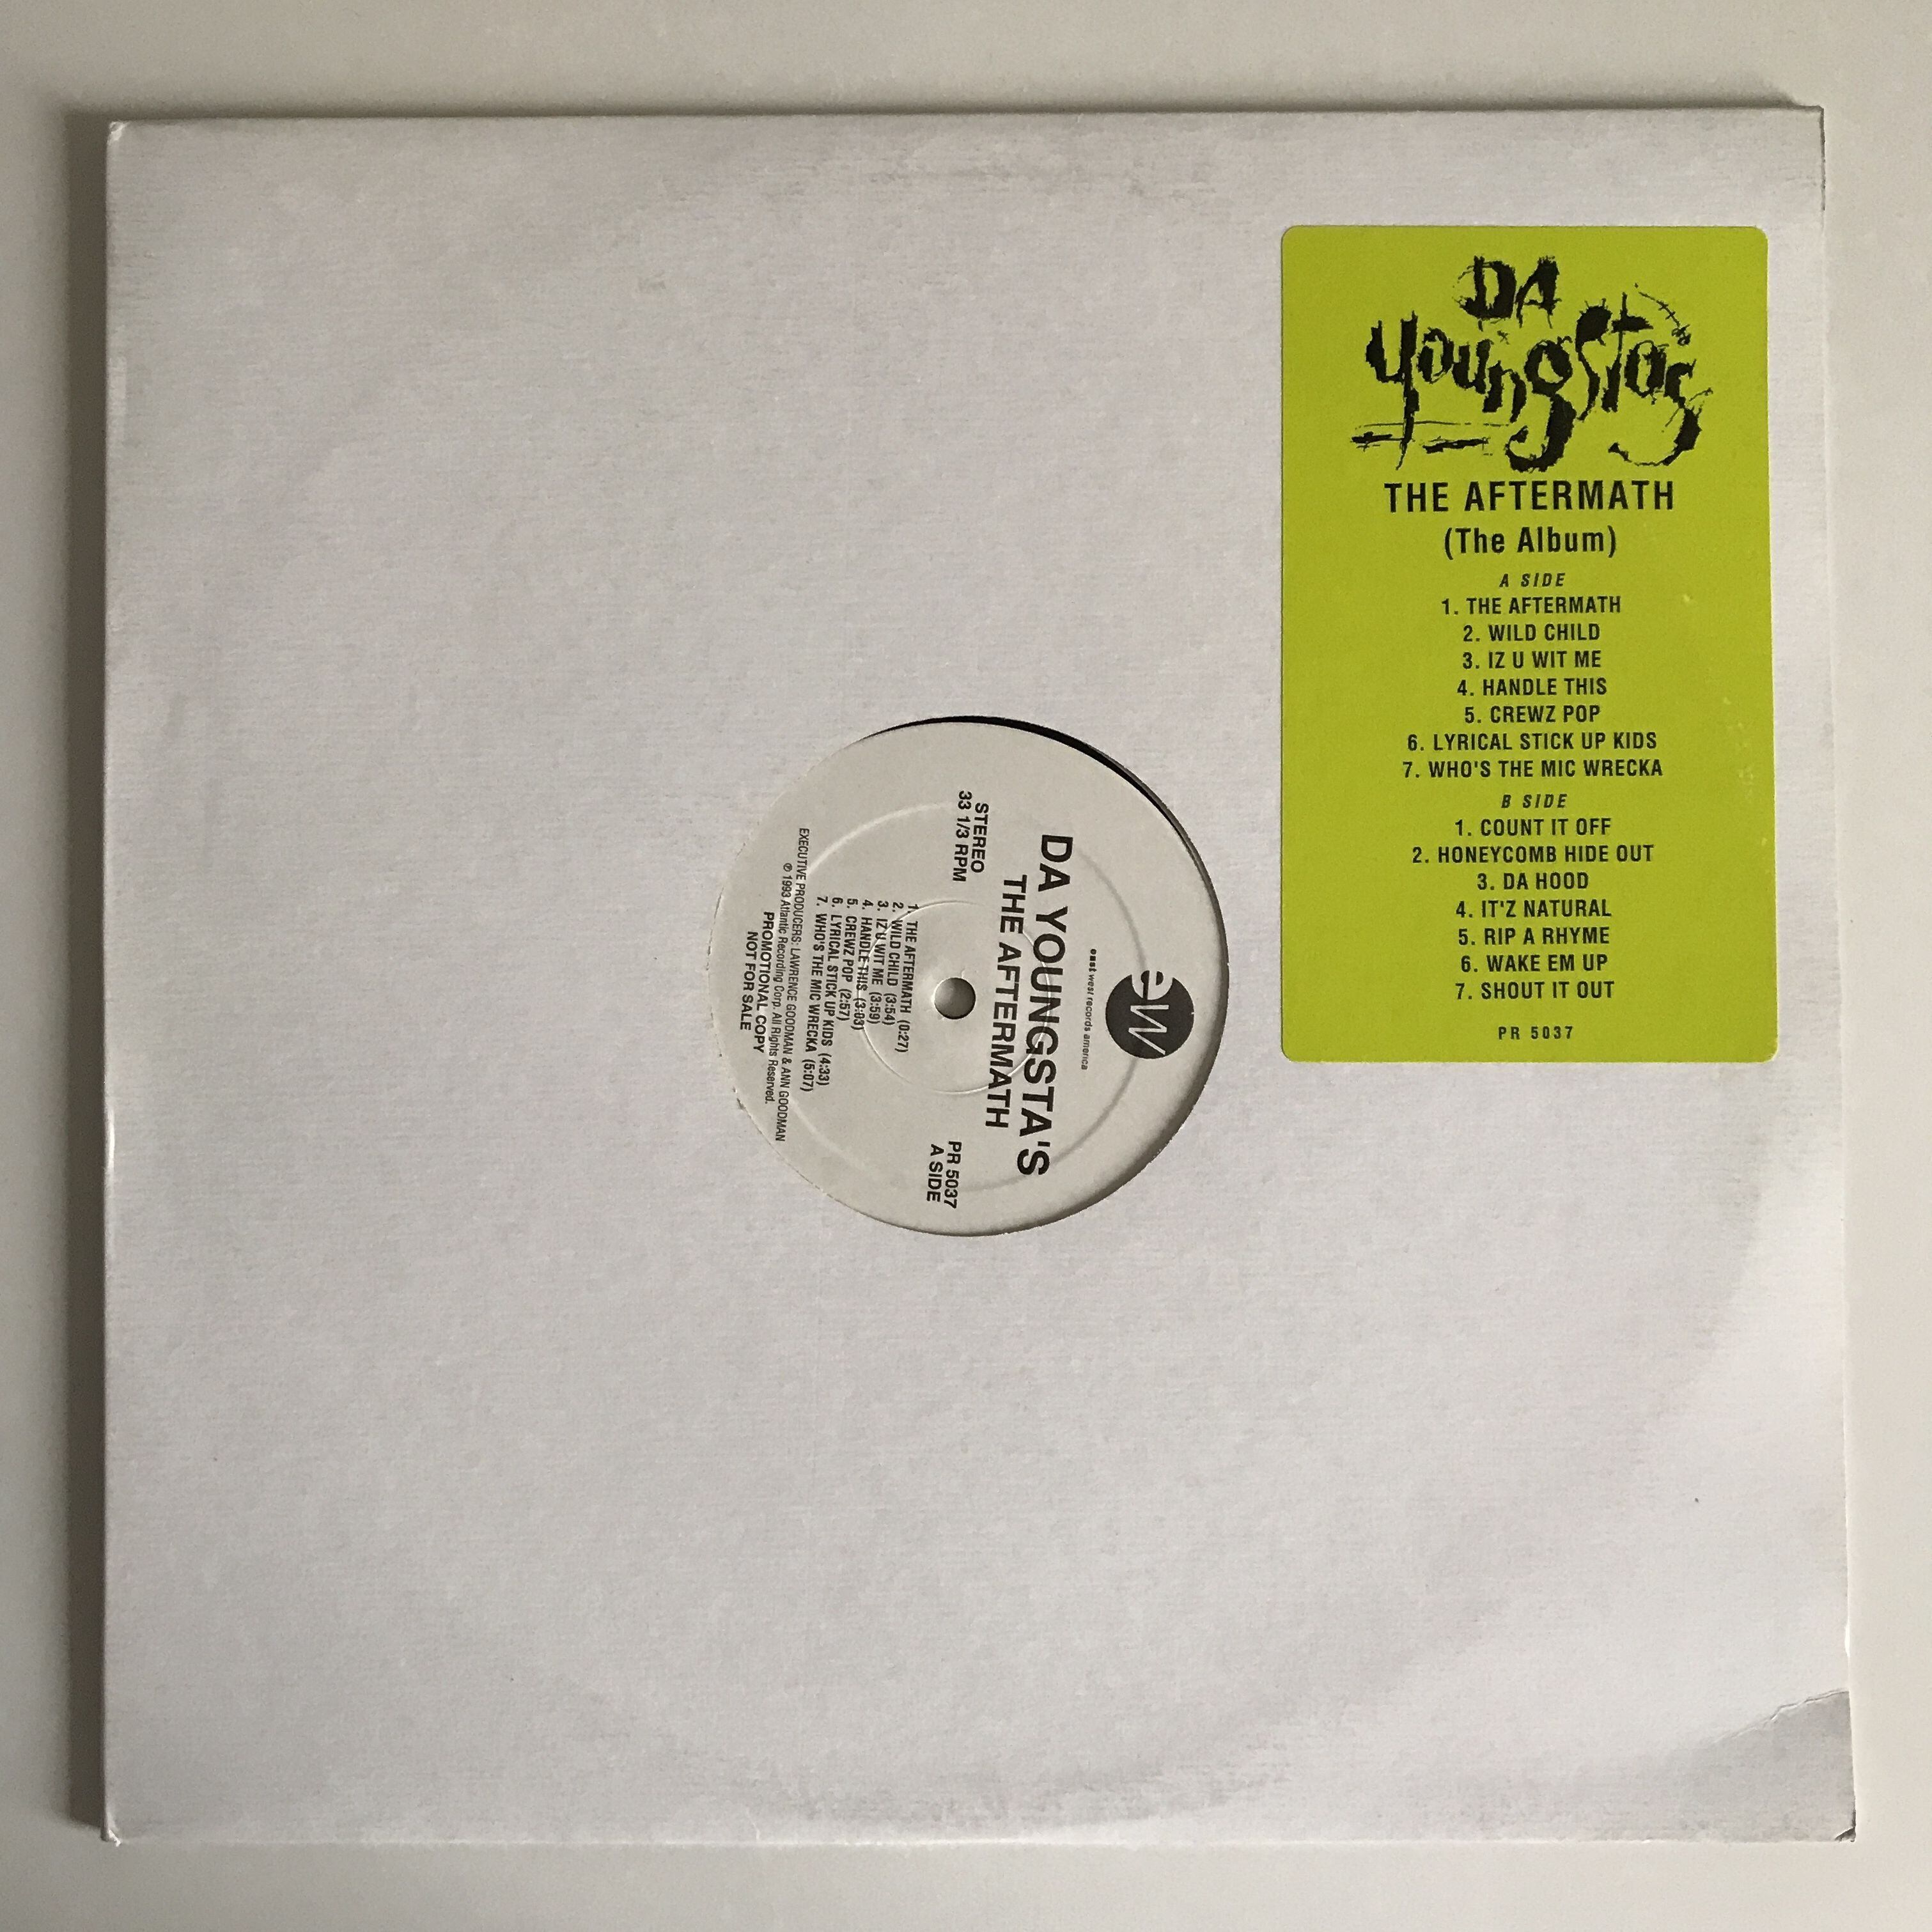 DA
YoungSta's
THE AFTERMATH
(The Album)
A SIDE
1. THE AFTERMATH
2. WILD CHILD
3. IZ U WIT ME
4. HANDLE THIS
5. CREWZ POP
6. LYRICAL STICK UP KIDS
7. WHO'S THE MIC WRECKA
B SIDE
1. COUNT IT OFF
2. HONEYCOMB HIDE OUT
3. DA HOOD
4. IT'Z NATURAL
5. RIP A RHYME
6. WAKE EM UP
7. SHOUT IT OUT
PR 5037
ew
east west records america
DA YOUNGSTA'S
THE AFTERMATH
STEREO
33 1/3 RPM
PR 5037
A SIDE
1. THE AFTERMATH (0:27)
2. WILD CHILD (3:54)
3. IZ U WIT ME (3:59)
4. HANDLE THIS (3:03)
5. CREWZ POP (2:57)
6. LYRICAL STICK UP KIDS (4:33)
7. WHO'S THE MIC WRECKA (5:07)
EXECUTIVE PRODUCERS: LAWRENCE GOODMAN & ANN GOODMAN
℗ 1993 Atlantic Recording Corp. All Rights Reserved.
PROMOTIONAL COPY
NOT FOR SALE